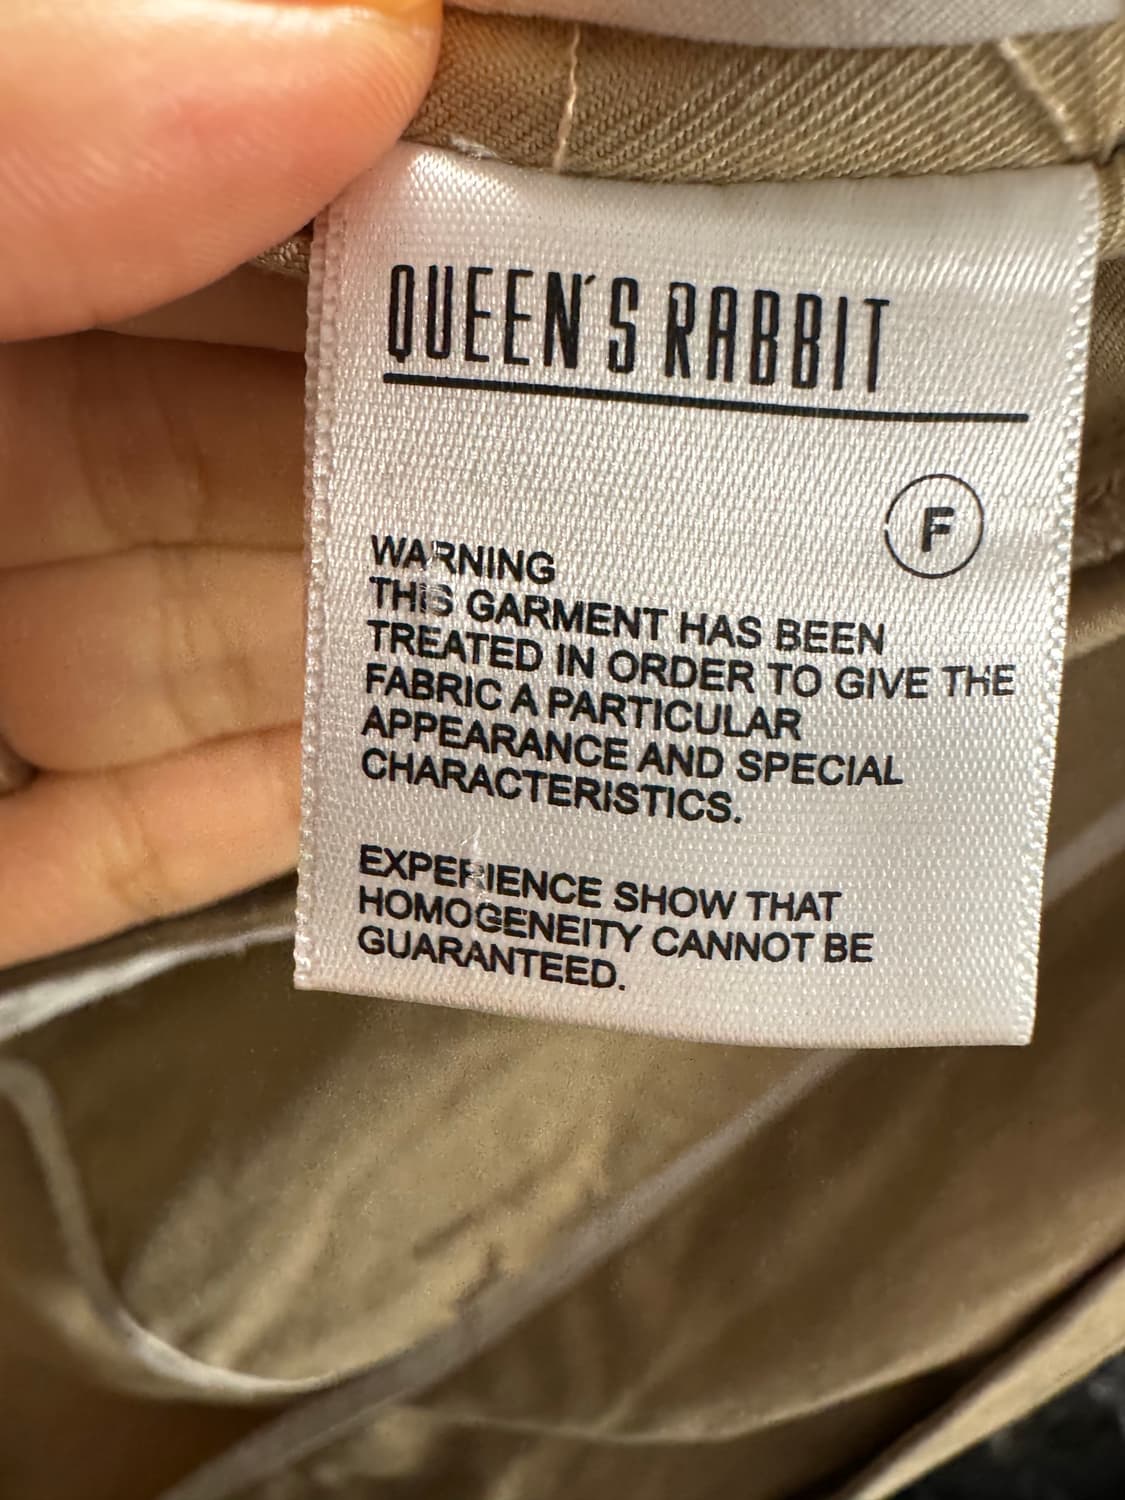 QUEEN´S RABBIT
F
WARNING
THIS GARMENT HAS BEEN
TREATED IN ORDER TO GIVE THE
FABRIC A PARTICULAR
APPEARANCE AND SPECIAL
CHARACTERISTICS.
EXPERIENCE SHOW THAT
HOMOGENEITY CANNOT BE
GUARANTEED.